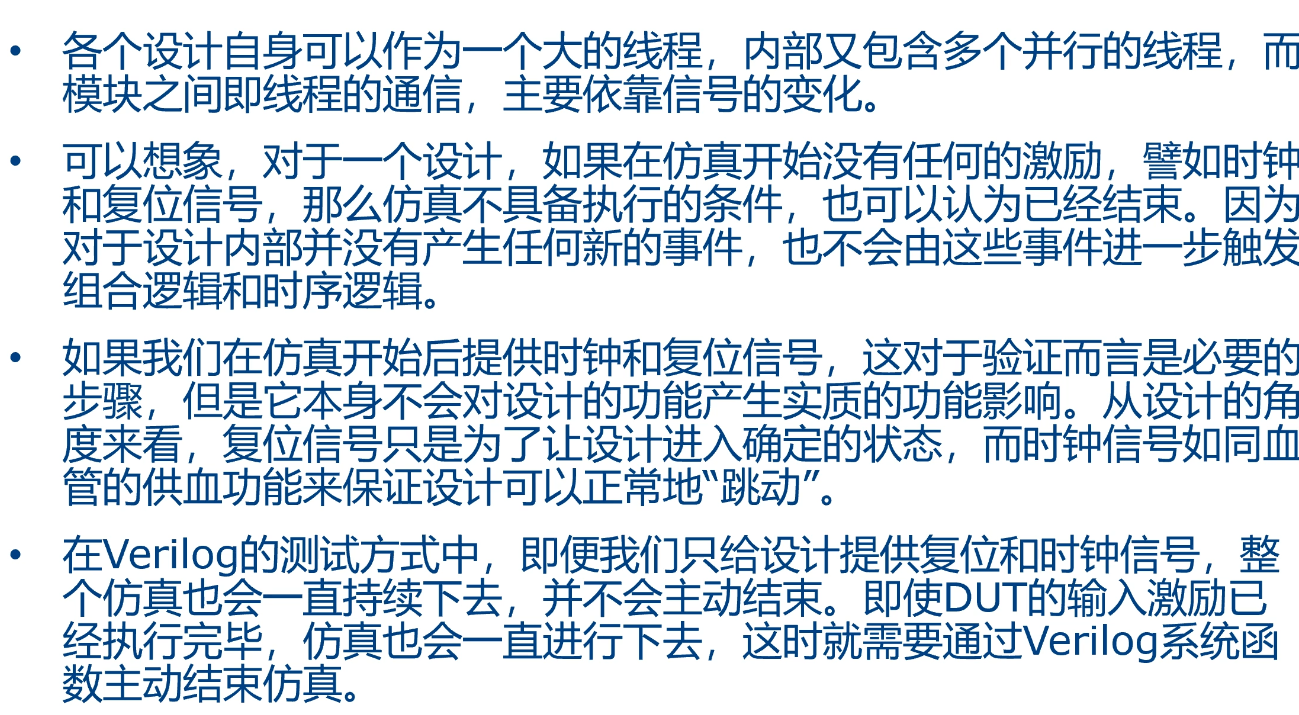 • 各个设计自身可以作为一个大的线程，内部又包含多个并行的线程，而
模块之间即线程的通信，主要依靠信号的变化。
• 可以想象，对于一个设计，如果在仿真开始没有任何的激励，譬如时钟
和复位信号，那么仿真不具备执行的条件，也可以认为已经结束。因为
对于设计内部并没有产生任何新的事件，也不会由这些事件进一步触发
组合逻辑和时序逻辑。
• 如果我们在仿真开始后提供时钟和复位信号，这对于验证而言是必要的
步骤，但是它本身不会对设计的功能产生实质的功能影响。从设计的角
度来看，复位信号只是为了让设计进入确定的状态，而时钟信号如同血
管的供血功能来保证设计可以正常地“跳动”。
• 在Verilog的测试方式中，即便我们只给设计提供复位和时钟信号，整
个仿真也会一直持续下去，并不会主动结束。即使DUT的输入激励已
经执行完毕，仿真也会一直进行下去，这时就需要通过Verilog系统函
数主动结束仿真。